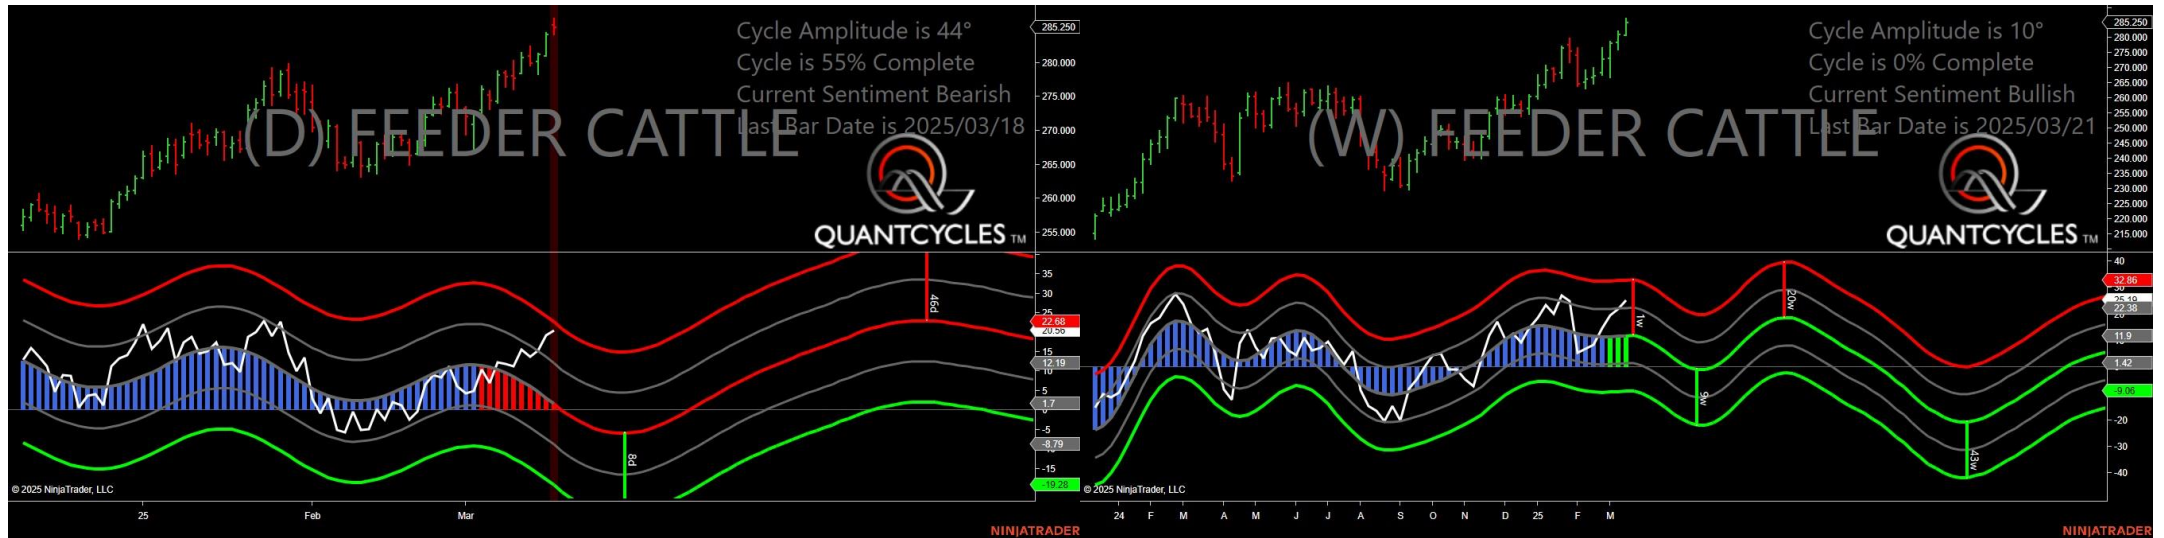 Cycle Amplitude is 44°
Cycle is 55% Complete
Current Sentiment Bearish
Last Bar Date is 2025/03/18
(D) FEEDER CATTLE
QUANTCYCLES TM
285.250
280.000
275.000
270.000
265.000
260.000
255.000
35
30
25
22.68
20.56
15
12.19
10
5
1.7
-5
-8.79
-15
-19.28
46d
8d
© 2025 NinjaTrader, LLC
25
Feb
Mar
NINJATRADER
Cycle Amplitude is 10°
Cycle is 0% Complete
Current Sentiment Bullish
Last Bar Date is 2025/03/21
(W) FEEDER CATTLE
QUANTCYCLES TM
285.250
280.000
275.000
270.000
265.000
260.000
255.000
250.000
245.000
240.000
235.000
230.000
225.000
220.000
215.000
40
32.86
25.19
22.38
20
11.9
1.42
-9.06
-20
-30
-40
1w
9w
20w
43w
© 2025 NinjaTrader, LLC
24
F
M
A
M
J
J
A
S
O
N
D
25
F
M
NINJATRADER